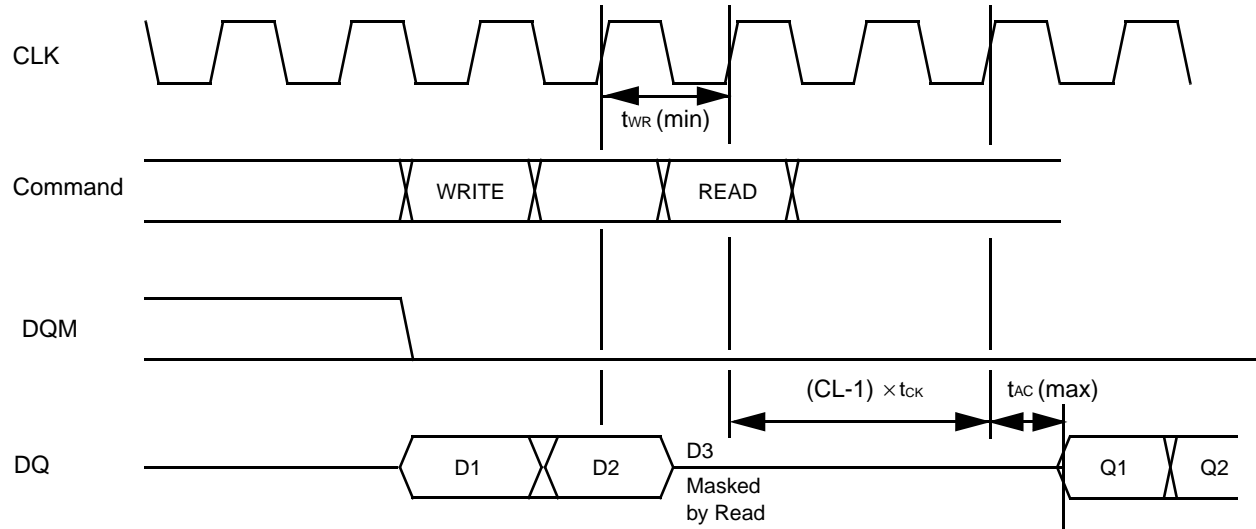 CLK
tWR (min)
Command
WRITE
READ
DQM
(CL-1) ×tCK
tAC (max)
DQ
D1
D2
D3
Masked
by Read
Q1
Q2